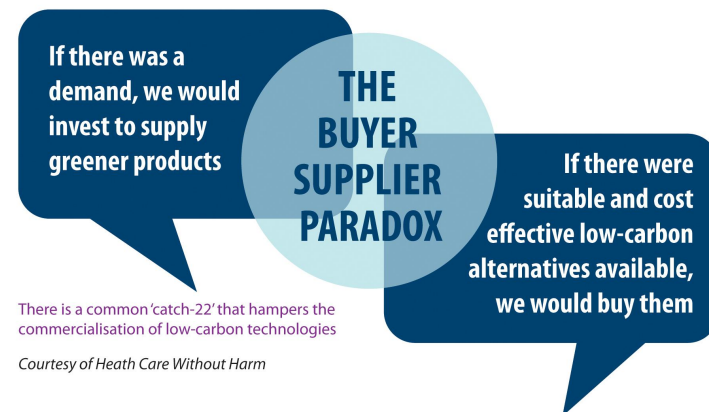 If there was a
demand, we would
invest to supply
greener products
THE
BUYER
SUPPLIER
PARADOX
If there were
suitable and cost
effective low-carbon
alternatives available,
we would buy them
There is a common 'catch-22' that hampers the
commercialisation of low-carbon technologies
Courtesy of Heath Care Without Harm